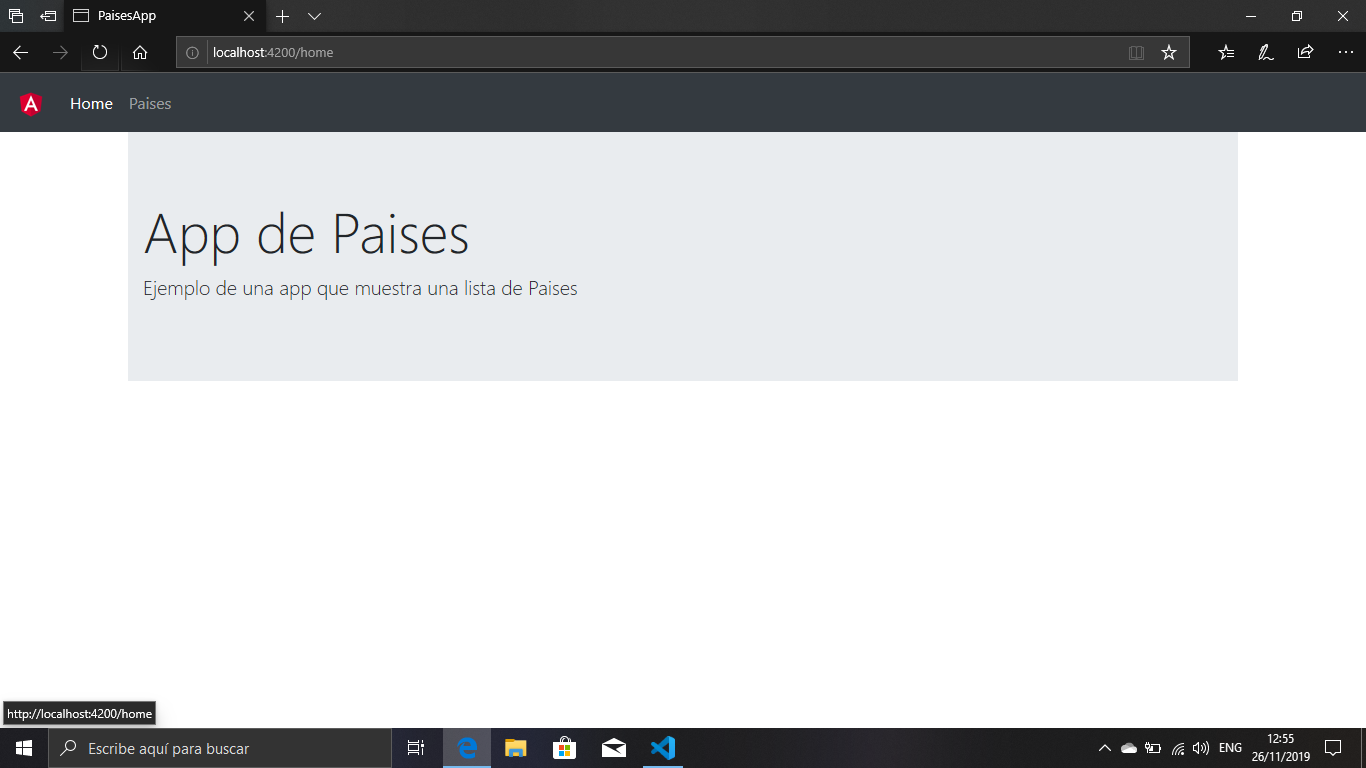 PaisesApp
localhost:4200/home
Home Paises
App de Paises
Ejemplo de una app que muestra una lista de Paises
http://localhost:4200/home
Escribe aquí para buscar
ENG
12:55
26/11/2019